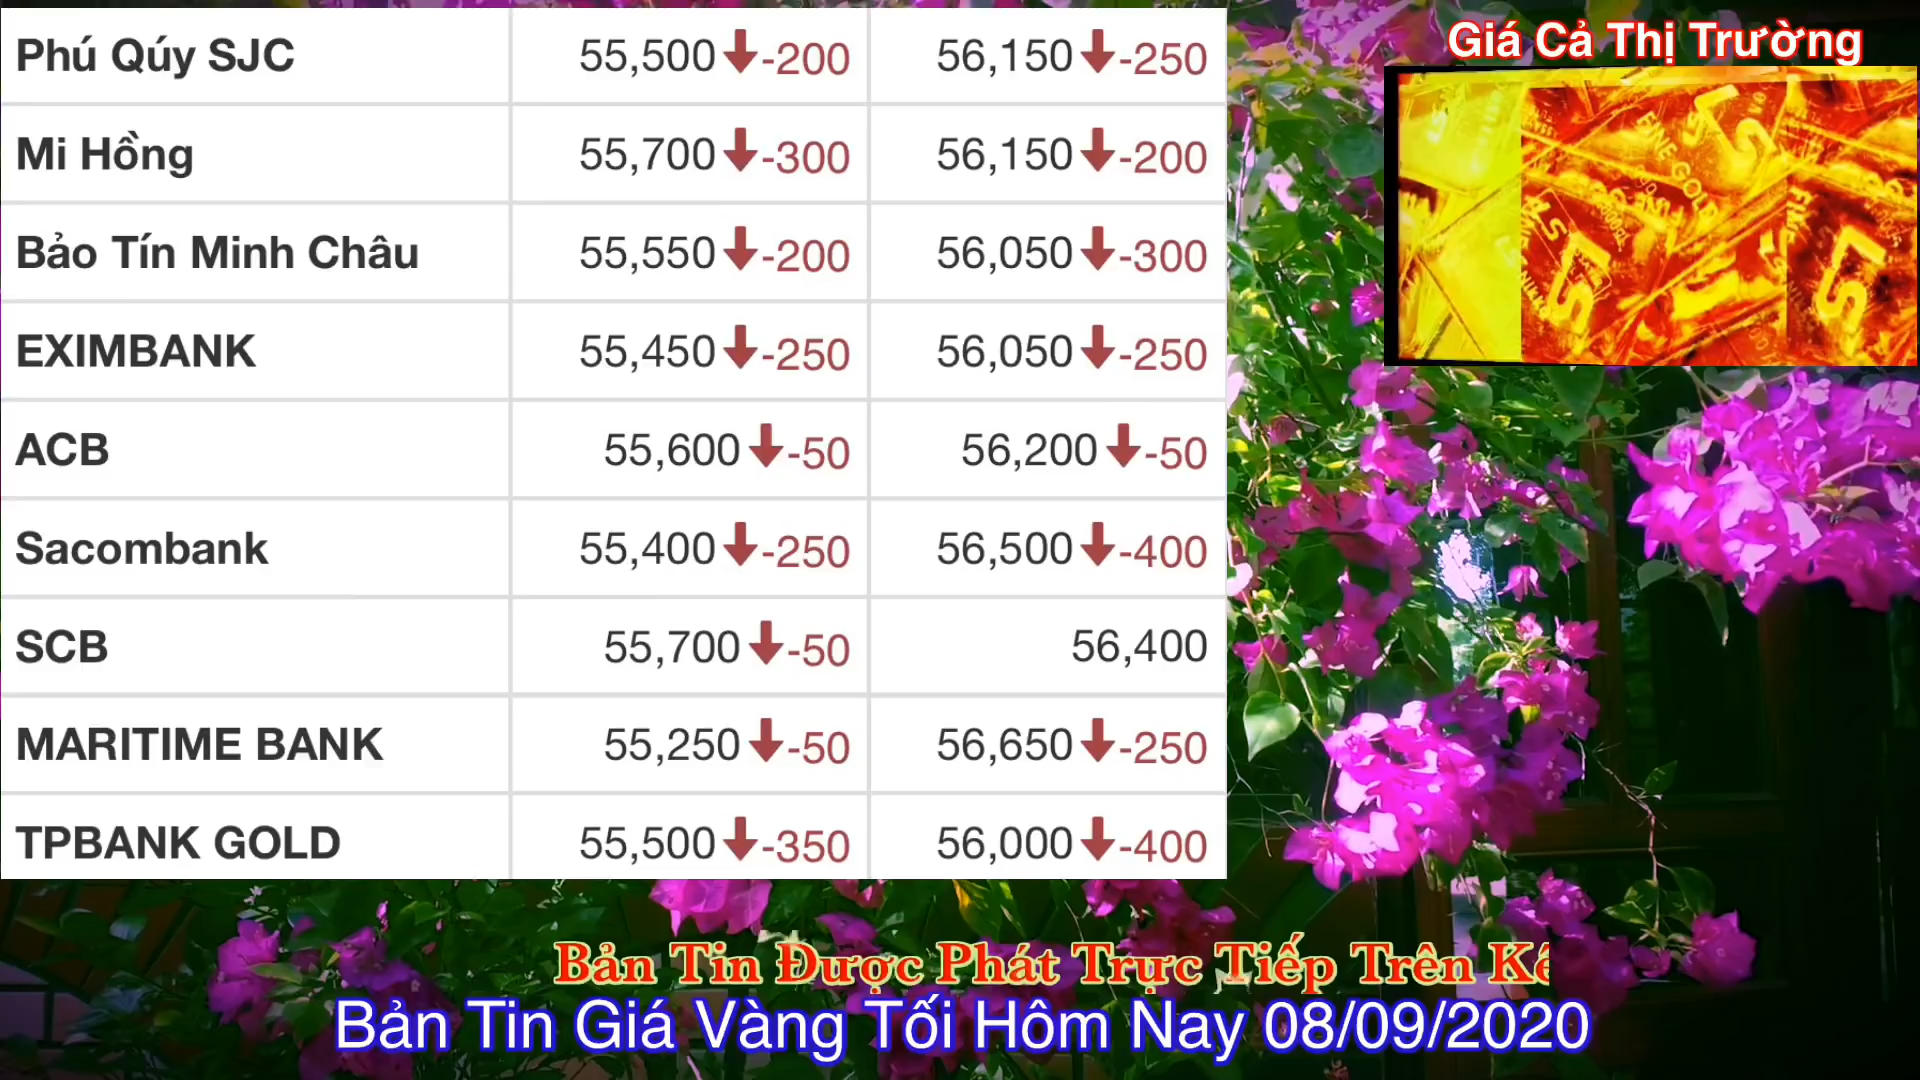 Phú Qúy SJC 55,500 -200 56,150 -250
Mi Hồng 55,700 -300 56,150 -200
Bảo Tín Minh Châu 55,550 -200 56,050 -300
EXIMBANK 55,450 -250 56,050 -250
ACB 55,600 -50 56,200 -50
Sacombank 55,400 -250 56,500 -400
SCB 55,700 -50 56,400
MARITIME BANK 55,250 -50 56,650 -250
TPBANK GOLD 55,500 -350 56,000 -400
Giá Cả Thị Trường
FINE GOLD
Bản Tin Được Phát Trực Tiếp Trên
Bản Tin Giá Vàng Tối Hôm Nay 08/09/2020